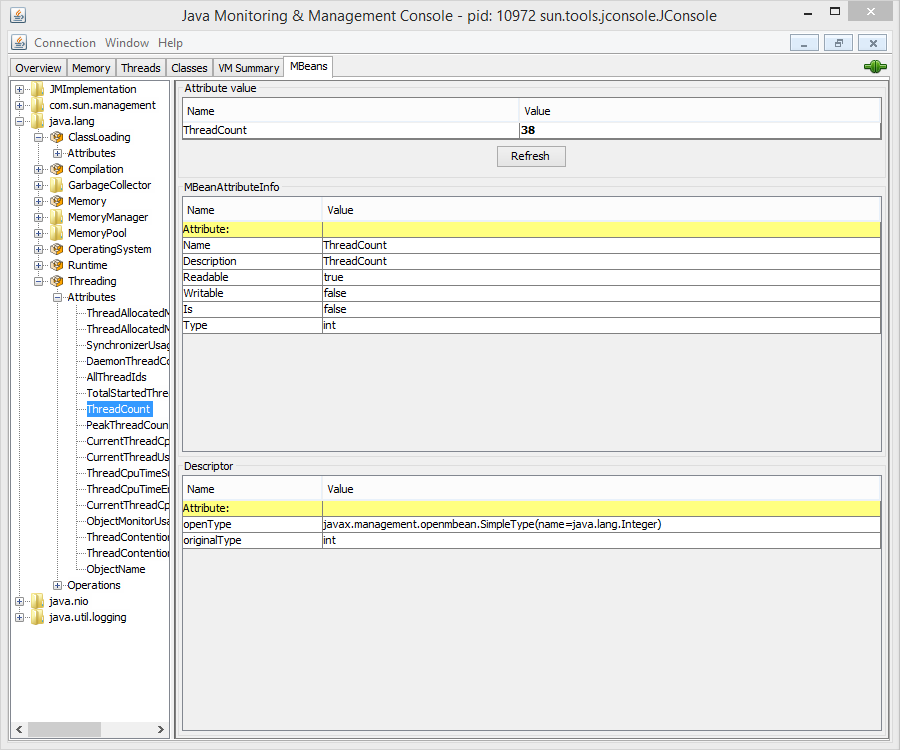 Java Monitoring & Management Console - pid: 10972 sun.tools.jconsole.JConsole
Connection Window Help
Overview Memory Threads Classes VM Summary MBeans
JMImplementation
com.sun.management
java.lang
ClassLoading
Attributes
Compilation
GarbageCollector
Memory
MemoryManager
MemoryPool
OperatingSystem
Runtime
Threading
Attributes
ThreadAllocatedM
ThreadAllocatedM
SynchronizerUsag
DaemonThreadCo
AllThreadIds
TotalStartedThre
ThreadCount
PeakThreadCoun
CurrentThreadCp
CurrentThreadUs
ThreadCpuTimeSu
ThreadCpuTimeEn
CurrentThreadCp
ObjectMonitorUsa
ThreadContention
ThreadContention
ObjectName
Operations
java.nio
java.util.logging
Attribute value
Name Value
ThreadCount 38
Refresh
MBeanAttributeInfo
Name Value
Attribute:
Name ThreadCount
Description ThreadCount
Readable true
Writable false
Is false
Type int
Descriptor
Name Value
Attribute:
openType javax.management.openmbean.SimpleType(name=java.lang.Integer)
originalType int